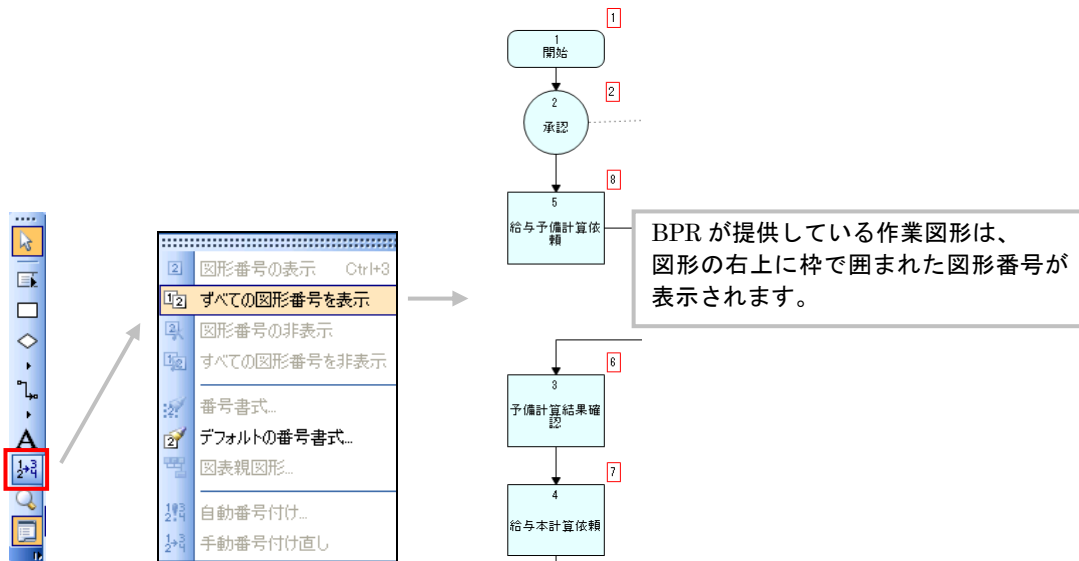 A
1 2 3 4
図形番号の表示 Ctrl+3
すべての図形番号を表示
図形番号の非表示
すべての図形番号を非表示
番号書式...
デフォルトの番号書式...
図表親図形...
自動番号付け...
手動番号付け直し
1
1
開始
2
2
承認
8
5
給与予備計算依
頼
BPR が提供している作業図形は、
図形の右上に枠で囲まれた図形番号が
表示されます。
6
3
予備計算結果確
認
7
4
給与本計算依頼